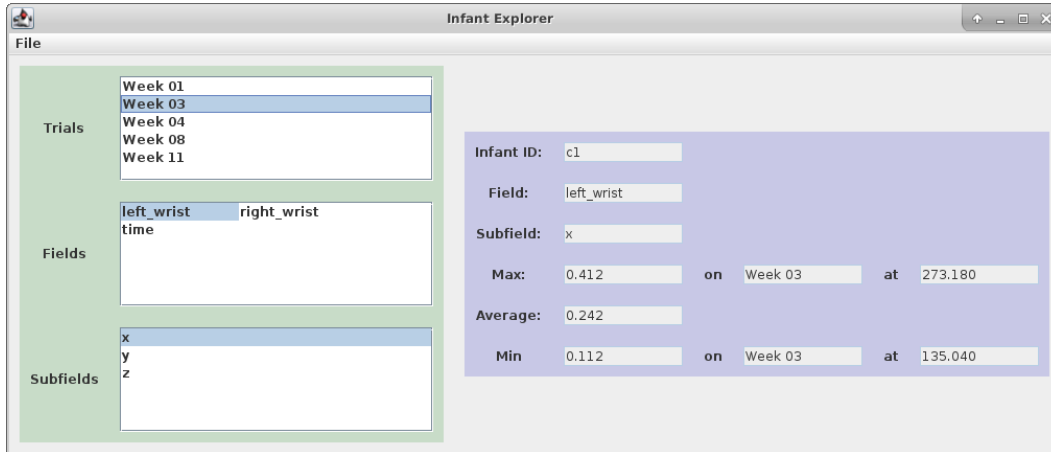 Infant Explorer
File
Trials
Week 01
Week 03
Week 04
Week 08
Week 11
Fields
left_wrist right_wrist
time
Subfields
x
y
z
Infant ID: c1
Field: left_wrist
Subfield: x
Max: 0.412 on Week 03 at 273.180
Average: 0.242
Min 0.112 on Week 03 at 135.040